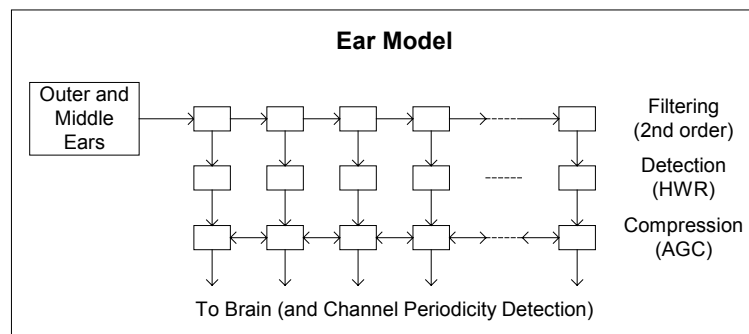 Ear Model
Outer and
Middle
Ears
Filtering
(2nd order)
Detection
(HWR)
Compression
(AGC)
To Brain (and Channel Periodicity Detection)